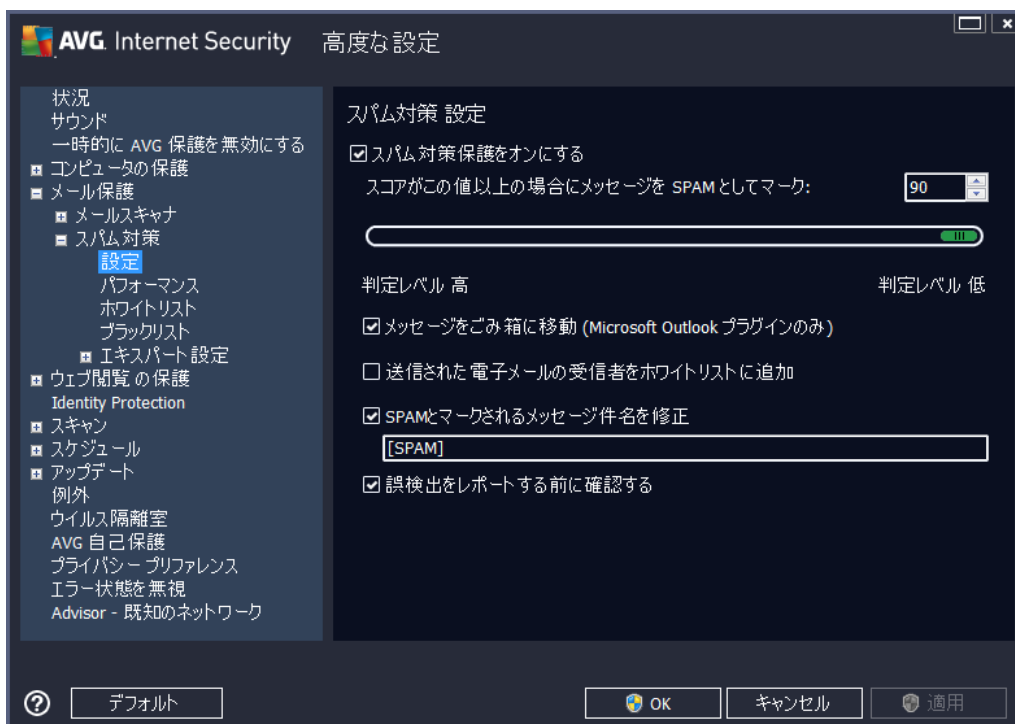 AVG. Internet Security 高度な設定
状況
サウンド
一時的に AVG 保護を無効にする
コンピュータの保護
メール保護
メールスキャナ
スパム対策
設定
パフォーマンス
ホワイトリスト
ブラックリスト
エキスパート設定
ウェブ閲覧 の保護
Identity Protection
スキャン
スケジュール
アップデート
例外
ウイルス隔離室
AVG 自己保護
プライバシー プリファレンス
エラー状態を無視
Advisor - 既知のネットワーク
スパム対策 設定
スパム対策保護をオンにする
スコアがこの値以上の場合にメッセージを SPAM としてマーク: 90
判定レベル 高 判定レベル 低
メッセージをごみ箱に移動 (Microsoft Outlook プラグインのみ)
送信された電子メールの受信者をホワイトリストに追加
SPAMとマークされるメッセージ件名を修正
[SPAM]
誤検出をレポートする前に確認する
? デフォルト OK キャンセル 適用